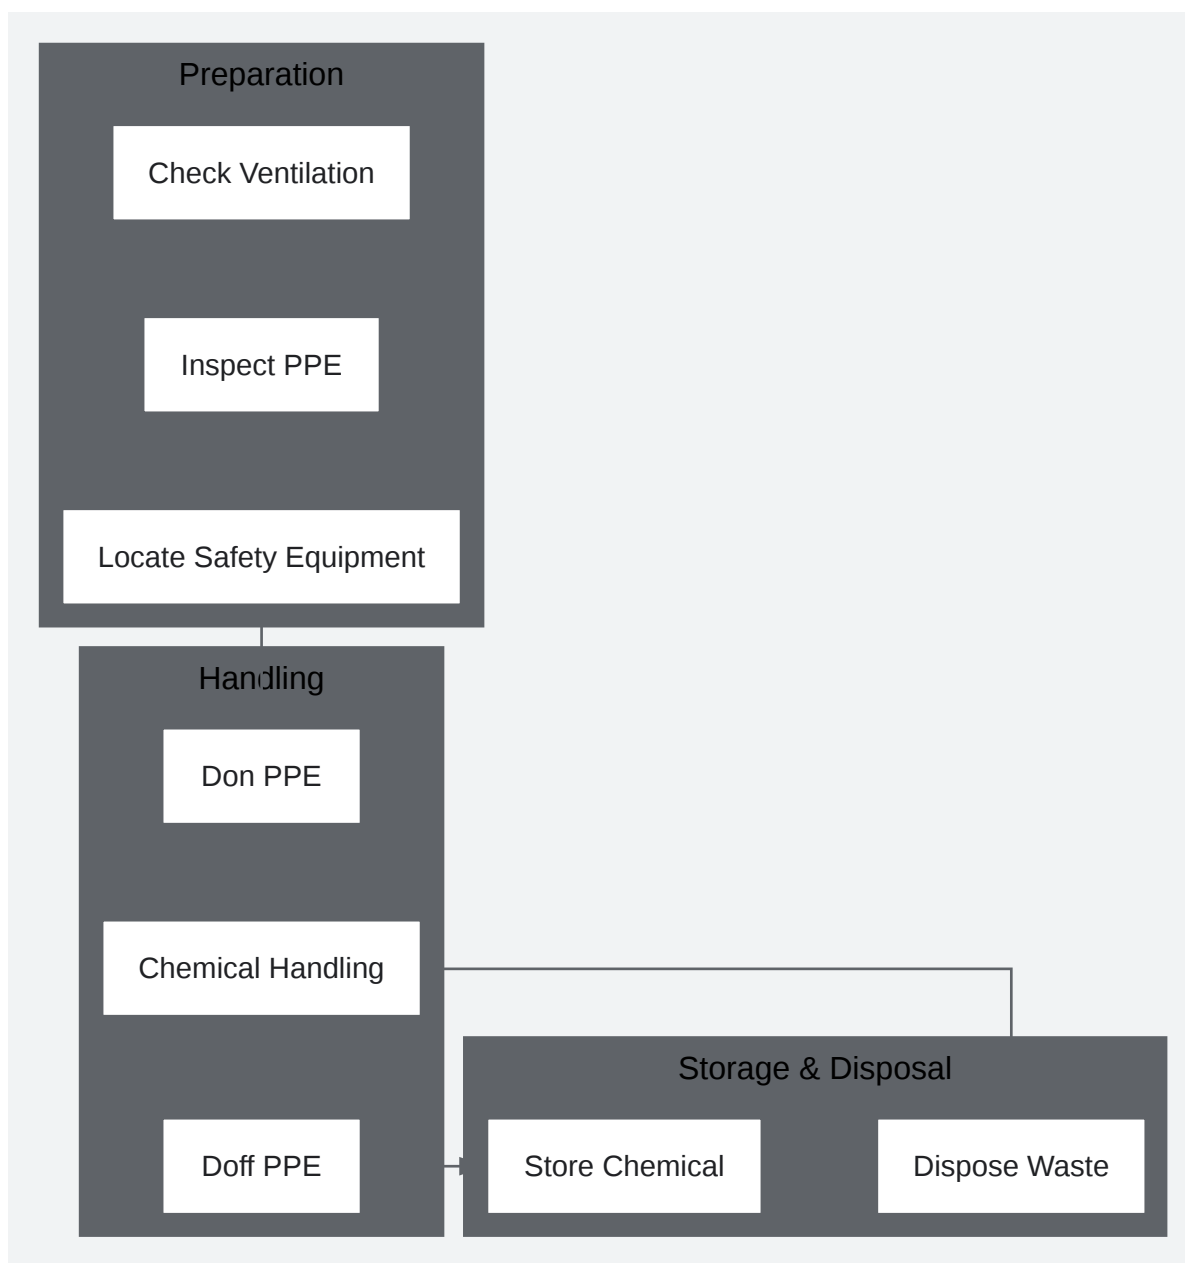 Preparation
Check Ventilation
Inspect PPE
Locate Safety Equipment
Handling
Don PPE
Chemical Handling
Storage & Disposal
Doff PPE
Store Chemical
Dispose Waste